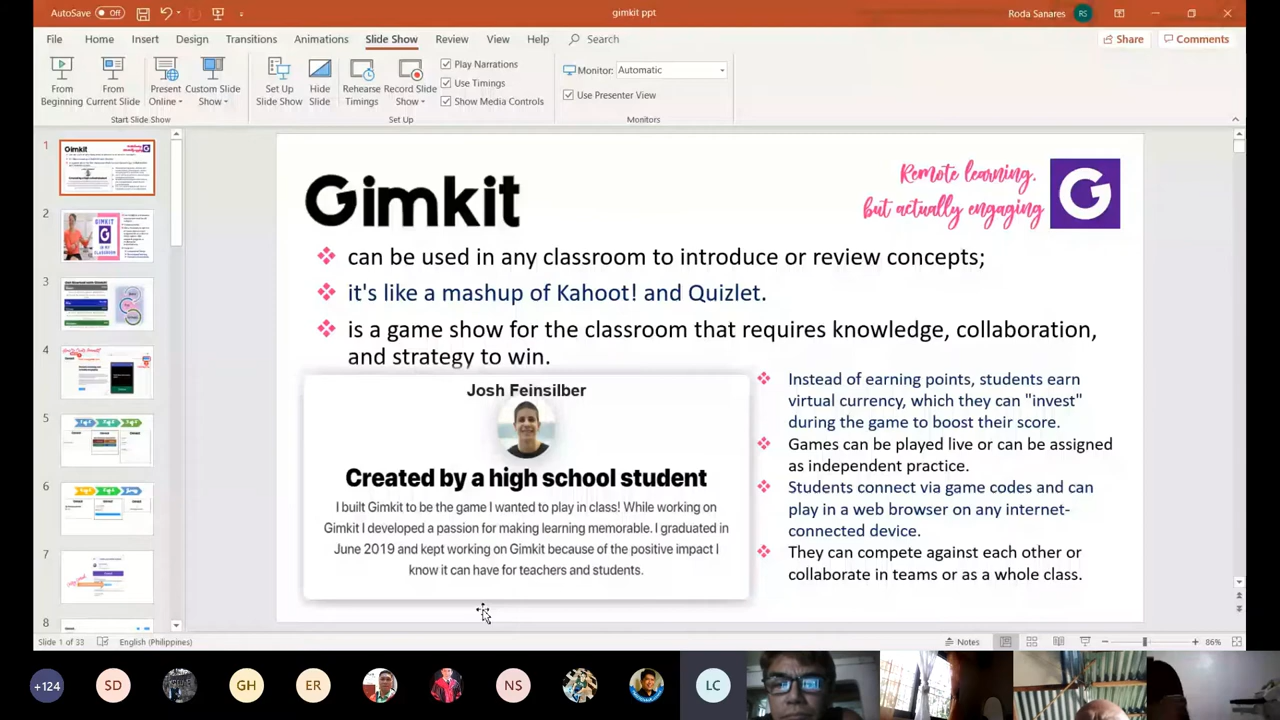 AutoSave Off
gimkit ppt
Roda Sanares RS
File Home Insert Design Transitions Animations Slide Show Review View Help Search Share Comments
From Beginning
From Current Slide
Present Online
Custom Slide Show
Start Slide Show
Set Up Slide Show
Hide Slide
Rehearse Timings
Record Slide Show
Play Narrations
Use Timings
Show Media Controls
Set Up
Monitor: Automatic
Use Presenter View
Monitors
1
2
3
4
5
6
7
8
Gimkit
Remote learning.
but actually engaging
G
can be used in any classroom to introduce or review concepts;
it's like a mashup of Kahoot! and Quizlet.
is a game show for the classroom that requires knowledge, collaboration,
and strategy to win.
Josh Feinsilber
Created by a high school student
I built Gimkit to be the game I wanted to play in class! While working on
Gimkit I developed a passion for making learning memorable. I graduated in
June 2019 and kept working on Gimkit because of the positive impact I
know it can have for teachers and students.
Instead of earning points, students earn
virtual currency, which they can "invest"
during the game to boost their score.
Games can be played live or can be assigned
as independent practice.
Students connect via game codes and can
play in a web browser on any internet-
connected device.
They can compete against each other or
collaborate in teams or as a whole class.
Slide 1 of 33 English (Philippines) Notes 86%
+124 SD GH ER NS LC